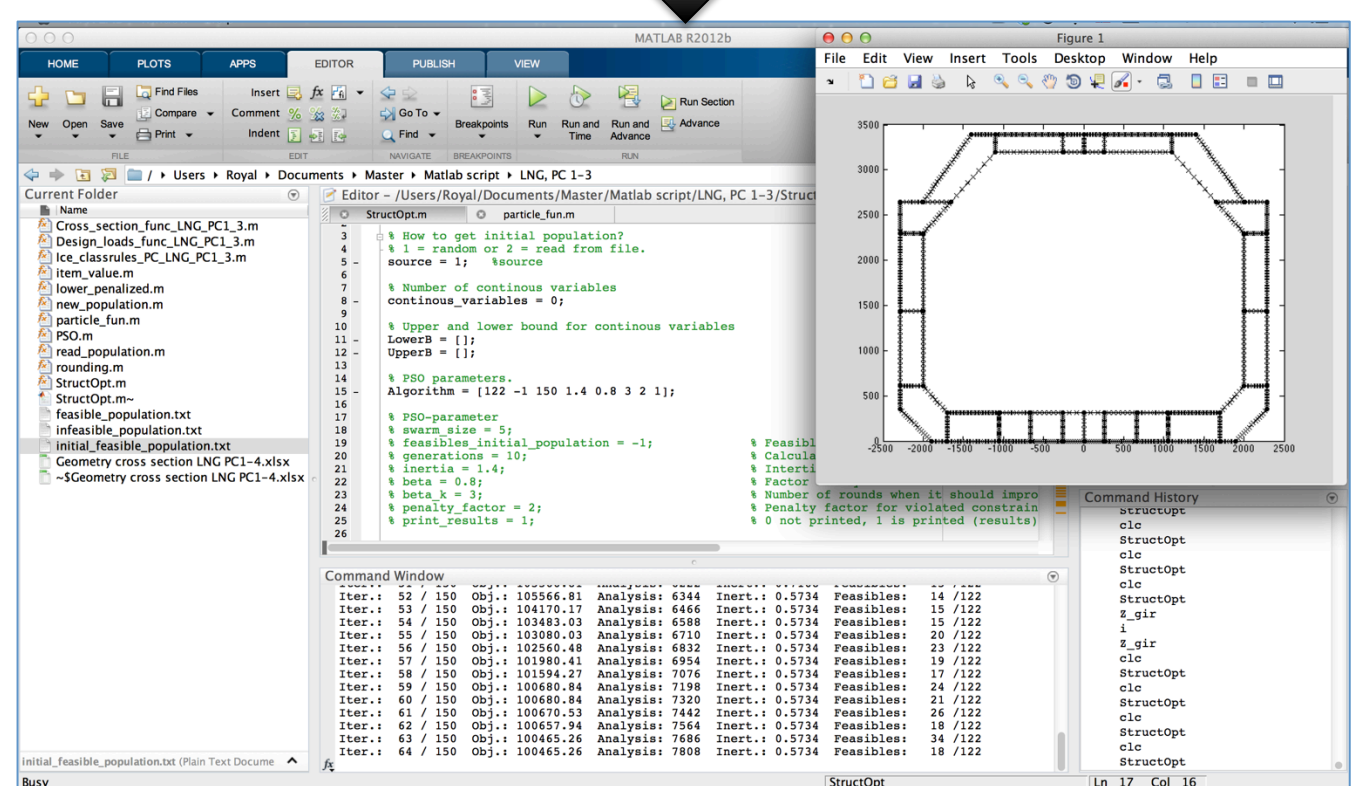 MATLAB R2012b
HOME PLOTS APPS EDITOR PUBLISH VIEW
New Open Save Find Files Compare Print
Insert fx Comment Indent
Go To Find
Breakpoints
Run Run and Time Run and Advance Run Section Advance
FILE EDIT NAVIGATE BREAKPOINTS RUN
/ Users Royal Documents Master Matlab script LNG, PC 1-3
Current Folder
Name
Cross_section_func_LNG_PC1_3.m
Design_loads_func_LNG_PC1_3.m
Ice_classrules_PC_LNG_PC1_3.m
item_value.m
lower_penalized.m
new_population.m
particle_fun.m
PSO.m
read_population.m
rounding.m
StructOpt.m
StructOpt.m~
feasible_population.txt
infeasible_population.txt
initial_feasible_population.txt
Geometry cross section LNG PC1-4.xlsx
~$Geometry cross section LNG PC1-4.xlsx
initial_feasible_population.txt (Plain Text Docume
Editor - /Users/Royal/Documents/Master/Matlab script/LNG, PC 1-3/Struct
StructOpt.m particle_fun.m
3 % How to get initial population?
4 % 1 = random or 2 = read from file.
5 - source = 1; %source
6
7 % Number of continous variables
8 - continous_variables = 0;
9
10 % Upper and lower bound for continous variables
11 - LowerB = [];
12 - UpperB = [];
13
14 % PSO parameters.
15 - Algorithm = [122 -1 150 1.4 0.8 3 2 1];
16
17 % PSO-parameter
18 % swarm_size = 5;
19 % feasibles_initial_population = -1; % Feasibl
20 % generations = 10; % Calcula
21 % inertia = 1.4; % Interti
22 % beta = 0.8; % Factor
23 % beta_k = 3; % Number of rounds when it should impro
24 % penalty_factor = 2; % Penalty factor for violated constrain
25 % print_results = 1; % 0 not printed, 1 is printed (results)
26
Command Window
Iter.: 52 / 150 Obj.: 105566.81 Analysis: 6344 Inert.: 0.5734 Feasibles: 14 /122
Iter.: 53 / 150 Obj.: 104170.17 Analysis: 6466 Inert.: 0.5734 Feasibles: 15 /122
Iter.: 54 / 150 Obj.: 103483.03 Analysis: 6588 Inert.: 0.5734 Feasibles: 15 /122
Iter.: 55 / 150 Obj.: 103080.03 Analysis: 6710 Inert.: 0.5734 Feasibles: 20 /122
Iter.: 56 / 150 Obj.: 102560.48 Analysis: 6832 Inert.: 0.5734 Feasibles: 23 /122
Iter.: 57 / 150 Obj.: 101980.41 Analysis: 6954 Inert.: 0.5734 Feasibles: 19 /122
Iter.: 58 / 150 Obj.: 101594.27 Analysis: 7076 Inert.: 0.5734 Feasibles: 17 /122
Iter.: 59 / 150 Obj.: 100680.84 Analysis: 7198 Inert.: 0.5734 Feasibles: 24 /122
Iter.: 60 / 150 Obj.: 100680.84 Analysis: 7320 Inert.: 0.5734 Feasibles: 21 /122
Iter.: 61 / 150 Obj.: 100670.53 Analysis: 7442 Inert.: 0.5734 Feasibles: 26 /122
Iter.: 62 / 150 Obj.: 100657.94 Analysis: 7564 Inert.: 0.5734 Feasibles: 18 /122
Iter.: 63 / 150 Obj.: 100465.26 Analysis: 7686 Inert.: 0.5734 Feasibles: 34 /122
Iter.: 64 / 150 Obj.: 100465.26 Analysis: 7808 Inert.: 0.5734 Feasibles: 18 /122
fx
Figure 1
File Edit View Insert Tools Desktop Window Help
3500
3000
2500
2000
1500
1000
500
0
-2500 -2000 -1500 -1000 -500 0 500 1000 1500 2000 2500
Command History
StructOpt
clc
StructOpt
clc
StructOpt
clc
StructOpt
Z_gir
i
Z_gir
clc
StructOpt
clc
StructOpt
clc
StructOpt
clc
StructOpt
Busy
StructOpt
Ln 17 Col 16